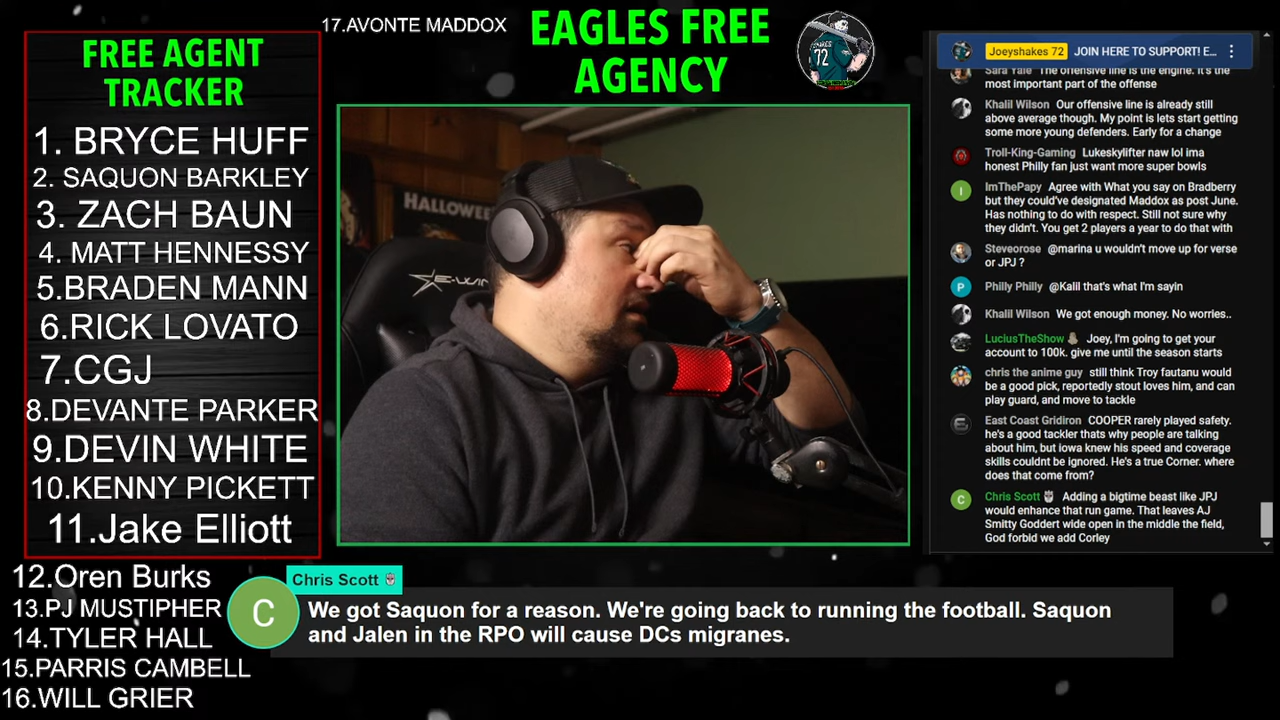 17.AVONTE MADDOX
EAGLES FREE
AGENCY
FREE AGENT
TRACKER
1. BRYCE HUFF
2. SAQUON BARKLEY
3. ZACH BAUN
4. MATT HENNESSY
5.BRADEN MANN
6.RICK LOVATO
7.CGJ
8.DEVANTE PARKER
9.DEVIN WHITE
10.KENNY PICKETT
11.Jake Elliott
12.Oren Burks
13.PJ MUSTIPHER
14.TYLER HALL
15.PARRIS CAMBELL
16.WILL GRIER
72
HALLOWEE
E-WIN
Joeyshakes 72 JOIN HERE TO SUPPORT! E...
Sara Yale The offensive line is the engine. It's the
most important part of the offense
Khalil Wilson Our offensive line is already still
above average though. My point is lets start getting
some more young defenders. Early for a change
Troll-King-Gaming Lukeskylifter naw lol ima
honest Philly fan just want more super bowls
I ImThePapy Agree with What you say on Bradberry
but they could've designated Maddox as post June.
Has nothing to do with respect. Still not sure why
they didn't. You get 2 players a year to do that with
Steveorose @marina u wouldn't move up for verse
or JPJ ?
P Philly Philly @Kalil that's what I'm sayin
Khalil Wilson We got enough money. No worries..
LuciusTheShow Joey, I'm going to get your
account to 100k. give me until the season starts
chris the anime guy still think Troy fautanu would
be a good pick, reportedly stout loves him, and can
play guard, and move to tackle
East Coast Gridiron COOPER rarely played safety.
he's a good tackler thats why people are talking
about him, but iowa knew his speed and coverage
skills couldnt be ignored. He's a true Corner. where
does that come from?
C Chris Scott Adding a bigtime beast like JPJ
would enhance that run game. That leaves AJ
Smitty Goddert wide open in the middle the field,
God forbid we add Corley
Chris Scott
C
We got Saquon for a reason. We're going back to running the football. Saquon
and Jalen in the RPO will cause DCs migranes.